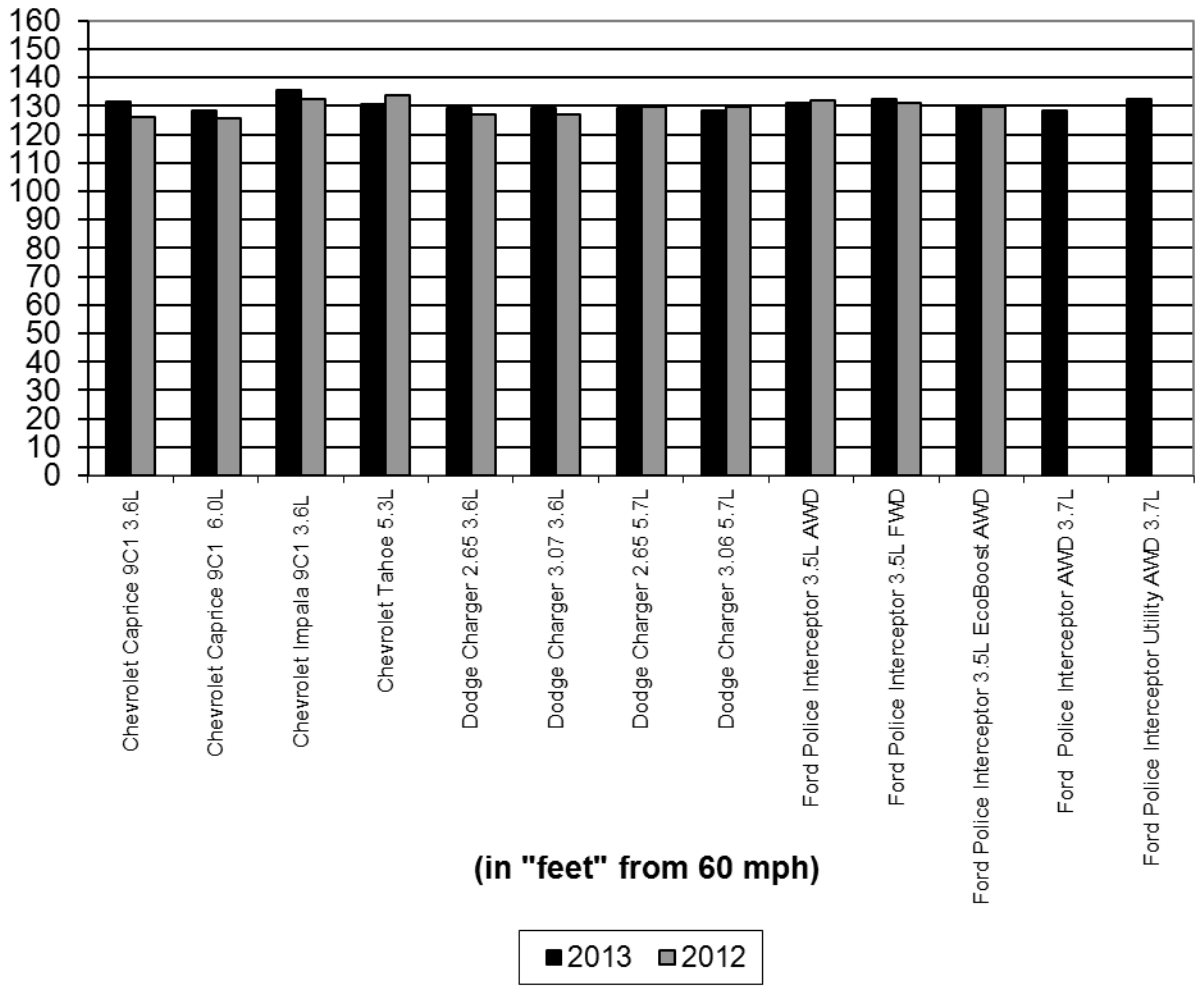 160
150
140
130
120
110
100
90
80
70
60
50
40
30
20
10
0
Chevrolet Caprice 9C1 3.6L
Chevrolet Caprice 9C1  6.0L
Chevrolet Impala 9C1 3.6L
Chevrolet Tahoe 5.3L
Dodge Charger 2.65 3.6L
Dodge Charger 3.07 3.6L
Dodge Charger 2.65 5.7L
Dodge Charger 3.06 5.7L
Ford Police Interceptor 3.5L AWD
Ford Police Interceptor 3.5L FWD
Ford Police Interceptor 3.5L EcoBoost AWD
Ford  Police Interceptor AWD 3.7L
Ford Police Interceptor Utility AWD 3.7L
(in "feet" from 60 mph)
2013 2012